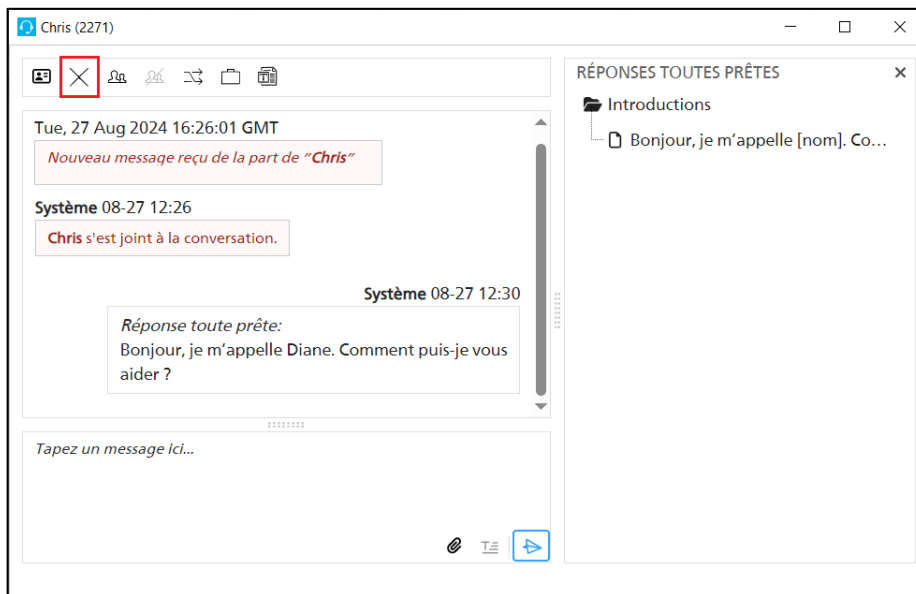 Chris (2271)
Tue, 27 Aug 2024 16:26:01 GMT
Nouveau message reçu de la part de "Chris"
Système 08-27 12:26
Chris s'est joint à la conversation.
Système 08-27 12:30
Réponse toute prête:
Bonjour, je m’appelle Diane. Comment puis-je vous
aider ?
Tapez un message ici...
RÉPONSES TOUTES PRÊTES
Introductions
Bonjour, je m’appelle [nom]. Co...